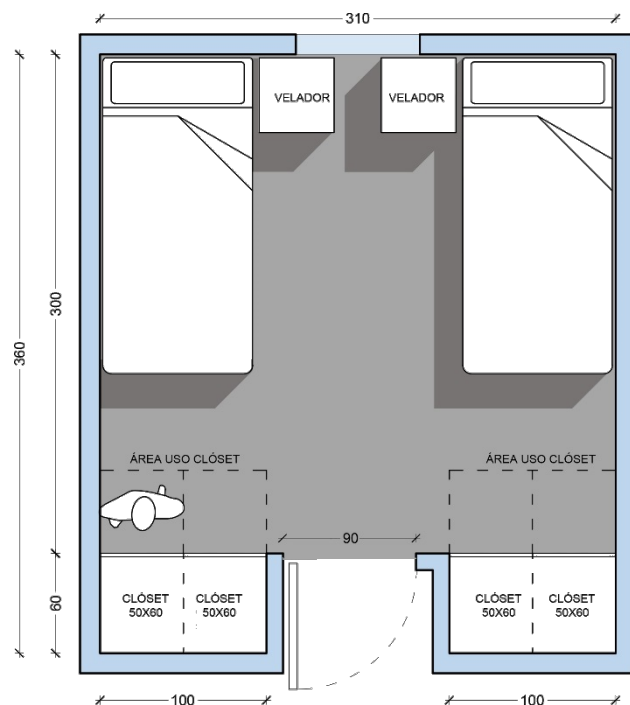 310
VELADOR
VELADOR
300
360
ÁREA USO CLÓSET
ÁREA USO CLÓSET
90
60
CLÓSET
50X60
CLÓSET
50X60
CLÓSET
50X60
CLÓSET
50X60
100
100